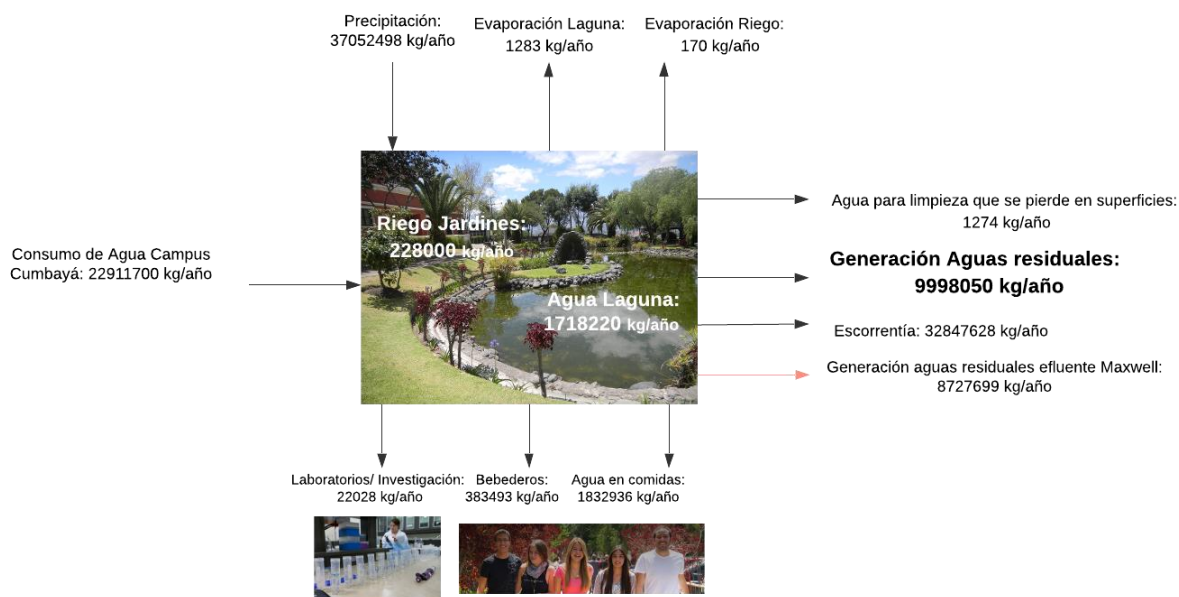 Precipitación:
37052498 kg/año
Evaporación Laguna:
1283 kg/año
Evaporación Riego:
170 kg/año
Consumo de Agua Campus
Cumbayá: 22911700 kg/año
Riego Jardines:
228000 kg/año
Agua Laguna:
1718220 kg/año
Agua para limpieza que se pierde en superficies:
1274 kg/año
Generación Aguas residuales:
9998050 kg/año
Escorrentía: 32847628 kg/año
Generación aguas residuales efluente Maxwell:
8727699 kg/año
Laboratorios/ Investigación:
22028 kg/año
Bebederos:
383493 kg/año
Agua en comidas:
1832936 kg/año